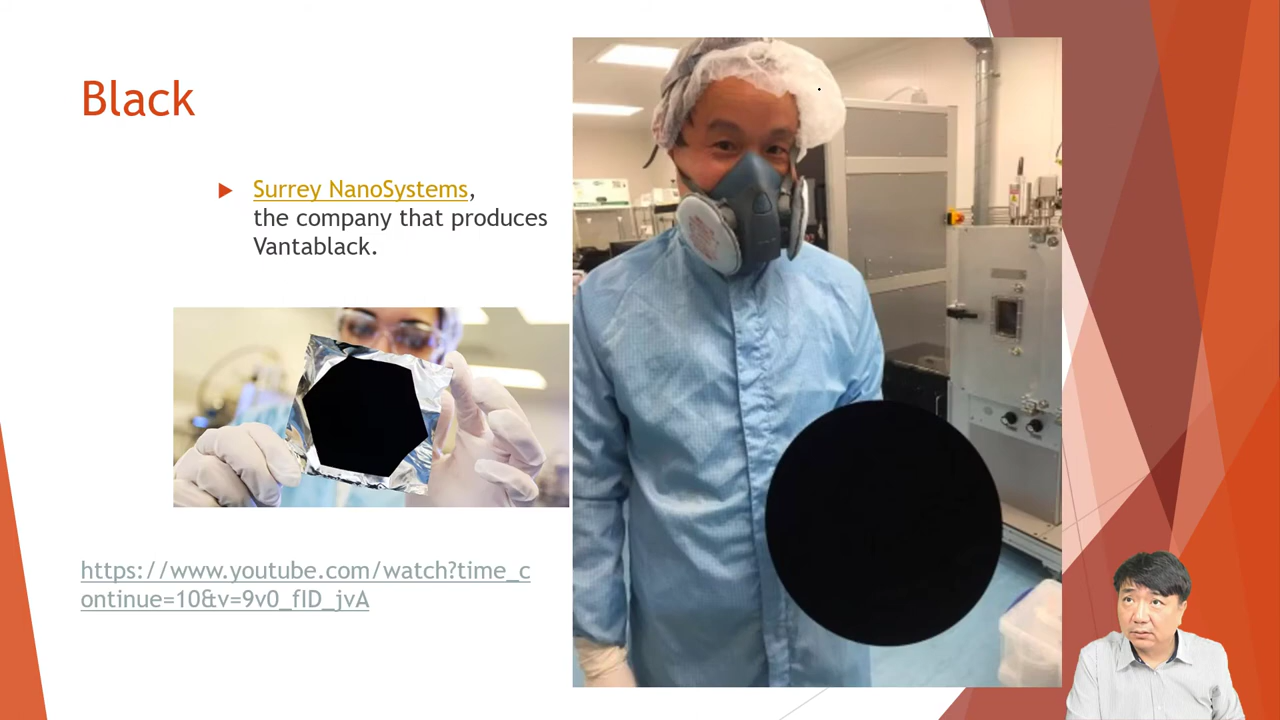 Black
Surrey NanoSystems,
the company that produces
Vantablack.
https://www.youtube.com/watch?time_c
ontinue=10&v=9v0_fID_jvA